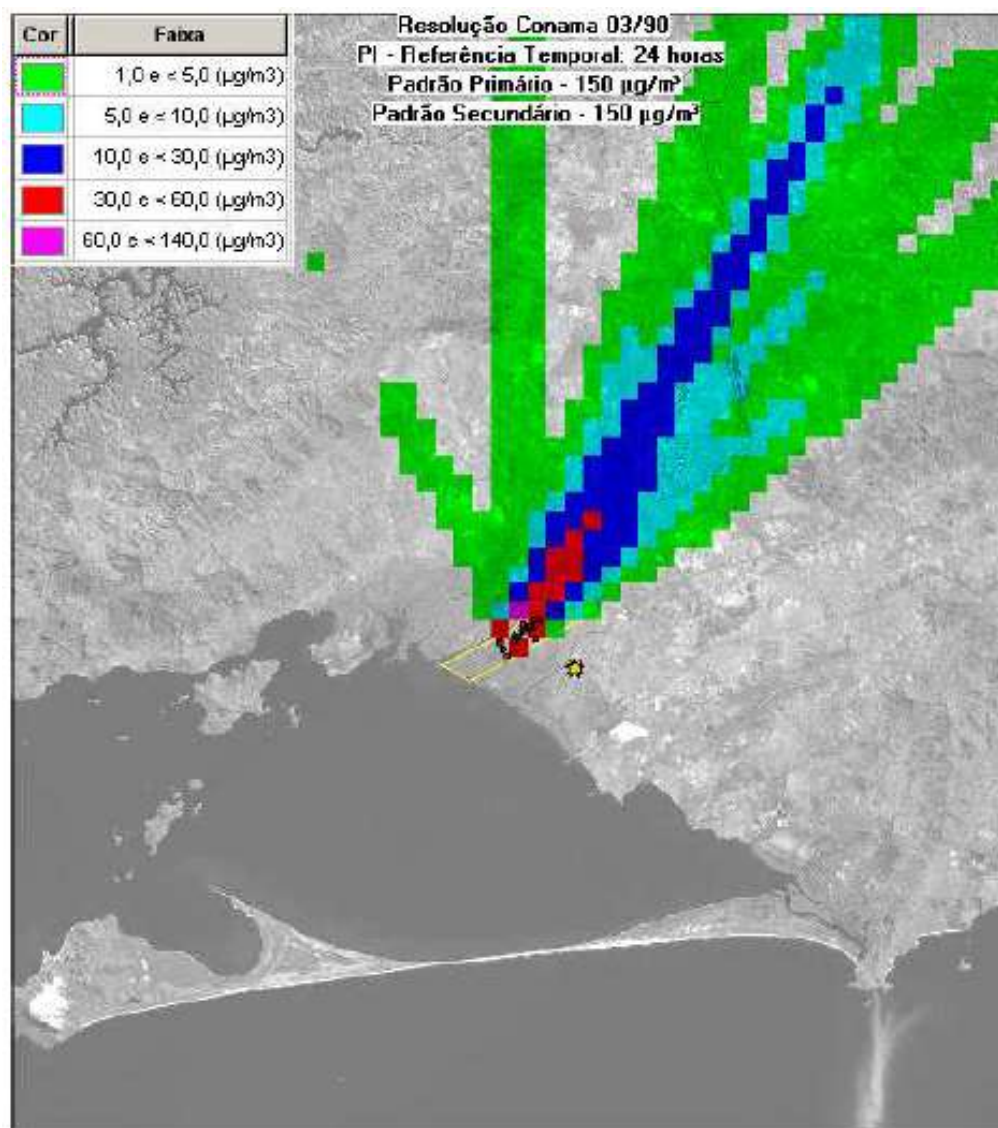 Cor Faixa
1,0 e < 5,0 (µg/m3)
5,0 e < 10,0 (µg/m3)
10,0 e < 30,0 (µg/m3)
30,0 e < 60,0 (µg/m3)
60,0 e < 140,0 (µg/m3)
Resolução Conama 03/90
PI - Referência Temporal: 24 horas
Padrão Primário - 150 µg/m³
Padrão Secundário - 150 µg/m³